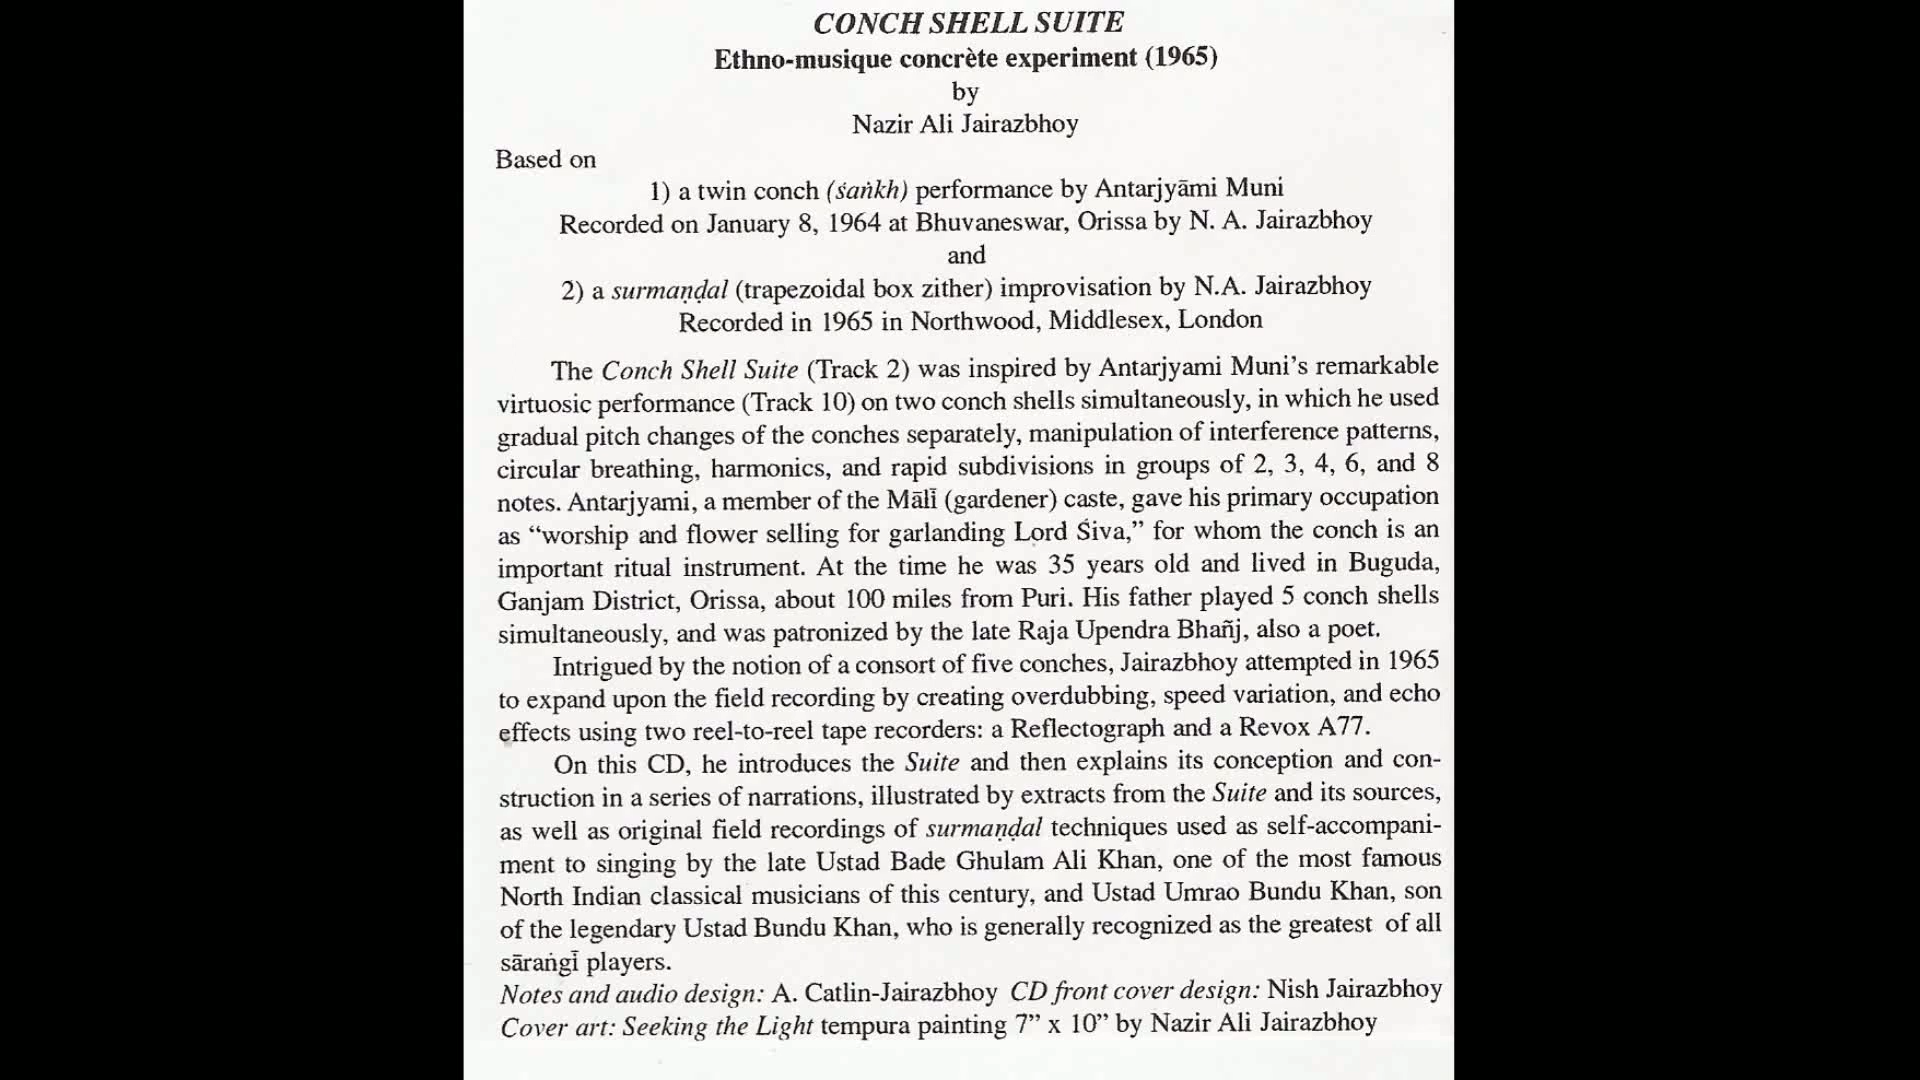 CONCH SHELL SUITE
Ethno-musique concrète experiment (1965)
by
Nazir Ali Jairazbhoy
Based on
1) a twin conch (śaṅkh) performance by Antarjyāmi Muni
Recorded on January 8, 1964 at Bhuvaneswar, Orissa by N. A. Jairazbhoy
and
2) a surmaṇḍal (trapezoidal box zither) improvisation by N.A. Jairazbhoy
Recorded in 1965 in Northwood, Middlesex, London
The Conch Shell Suite (Track 2) was inspired by Antarjyami Muni’s remarkable
virtuosic performance (Track 10) on two conch shells simultaneously, in which he used
gradual pitch changes of the conches separately, manipulation of interference patterns,
circular breathing, harmonics, and rapid subdivisions in groups of 2, 3, 4, 6, and 8
notes. Antarjyami, a member of the Mālī (gardener) caste, gave his primary occupation
as “worship and flower selling for garlanding Lord Śiva,” for whom the conch is an
important ritual instrument. At the time he was 35 years old and lived in Buguda,
Ganjam District, Orissa, about 100 miles from Puri. His father played 5 conch shells
simultaneously, and was patronized by the late Raja Upendra Bhañj, also a poet.
Intrigued by the notion of a consort of five conches, Jairazbhoy attempted in 1965
to expand upon the field recording by creating overdubbing, speed variation, and echo
effects using two reel-to-reel tape recorders: a Reflectograph and a Revox A77.
On this CD, he introduces the Suite and then explains its conception and con-
struction in a series of narrations, illustrated by extracts from the Suite and its sources,
as well as original field recordings of surmaṇḍal techniques used as self-accompani-
ment to singing by the late Ustad Bade Ghulam Ali Khan, one of the most famous
North Indian classical musicians of this century, and Ustad Umrao Bundu Khan, son
of the legendary Ustad Bundu Khan, who is generally recognized as the greatest of all
sāraṅgī players.
Notes and audio design: A. Catlin-Jairazbhoy CD front cover design: Nish Jairazbhoy
Cover art: Seeking the Light tempura painting 7” x 10” by Nazir Ali Jairazbhoy